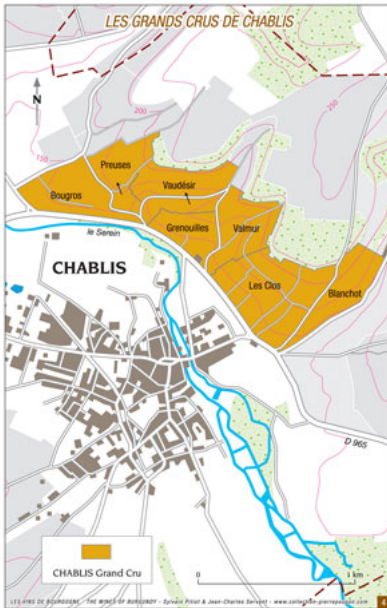 LES GRANDS CRUS DE CHABLIS
N
200
250
150
Preuses
Vaudésir
Bougros
Grenouilles
Valmur
le Serein
CHABLIS
Les Clos
Blanchot
D 965
CHABLIS Grand Cru
0
1 km
LES VINS DE BOURGOGNE - THE WINES OF BURGUNDY - Sylvain Pitiot & Jean-Charles Servant - www.collection-pierrepoupon.com